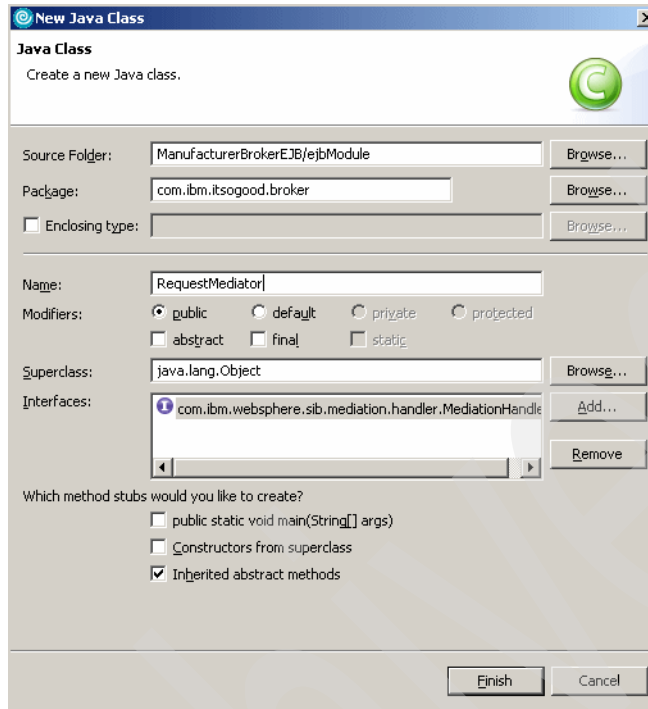 New Java Class
Java Class
Create a new Java class.
Source Folder: ManufacturerBrokerEJB/ejbModule Browse...
Package: com.ibm.itsogood.broker Browse...
Enclosing type: Browse...
Name: RequestMediator
Modifiers: public default private protected
abstract final static
Superclass: java.lang.Object Browse...
Interfaces: com.ibm.websphere.sib.mediation.handler.MediationHandle Add...
Remove
Which method stubs would you like to create?
public static void main(String[] args)
Constructors from superclass
Inherited abstract methods
Finish Cancel